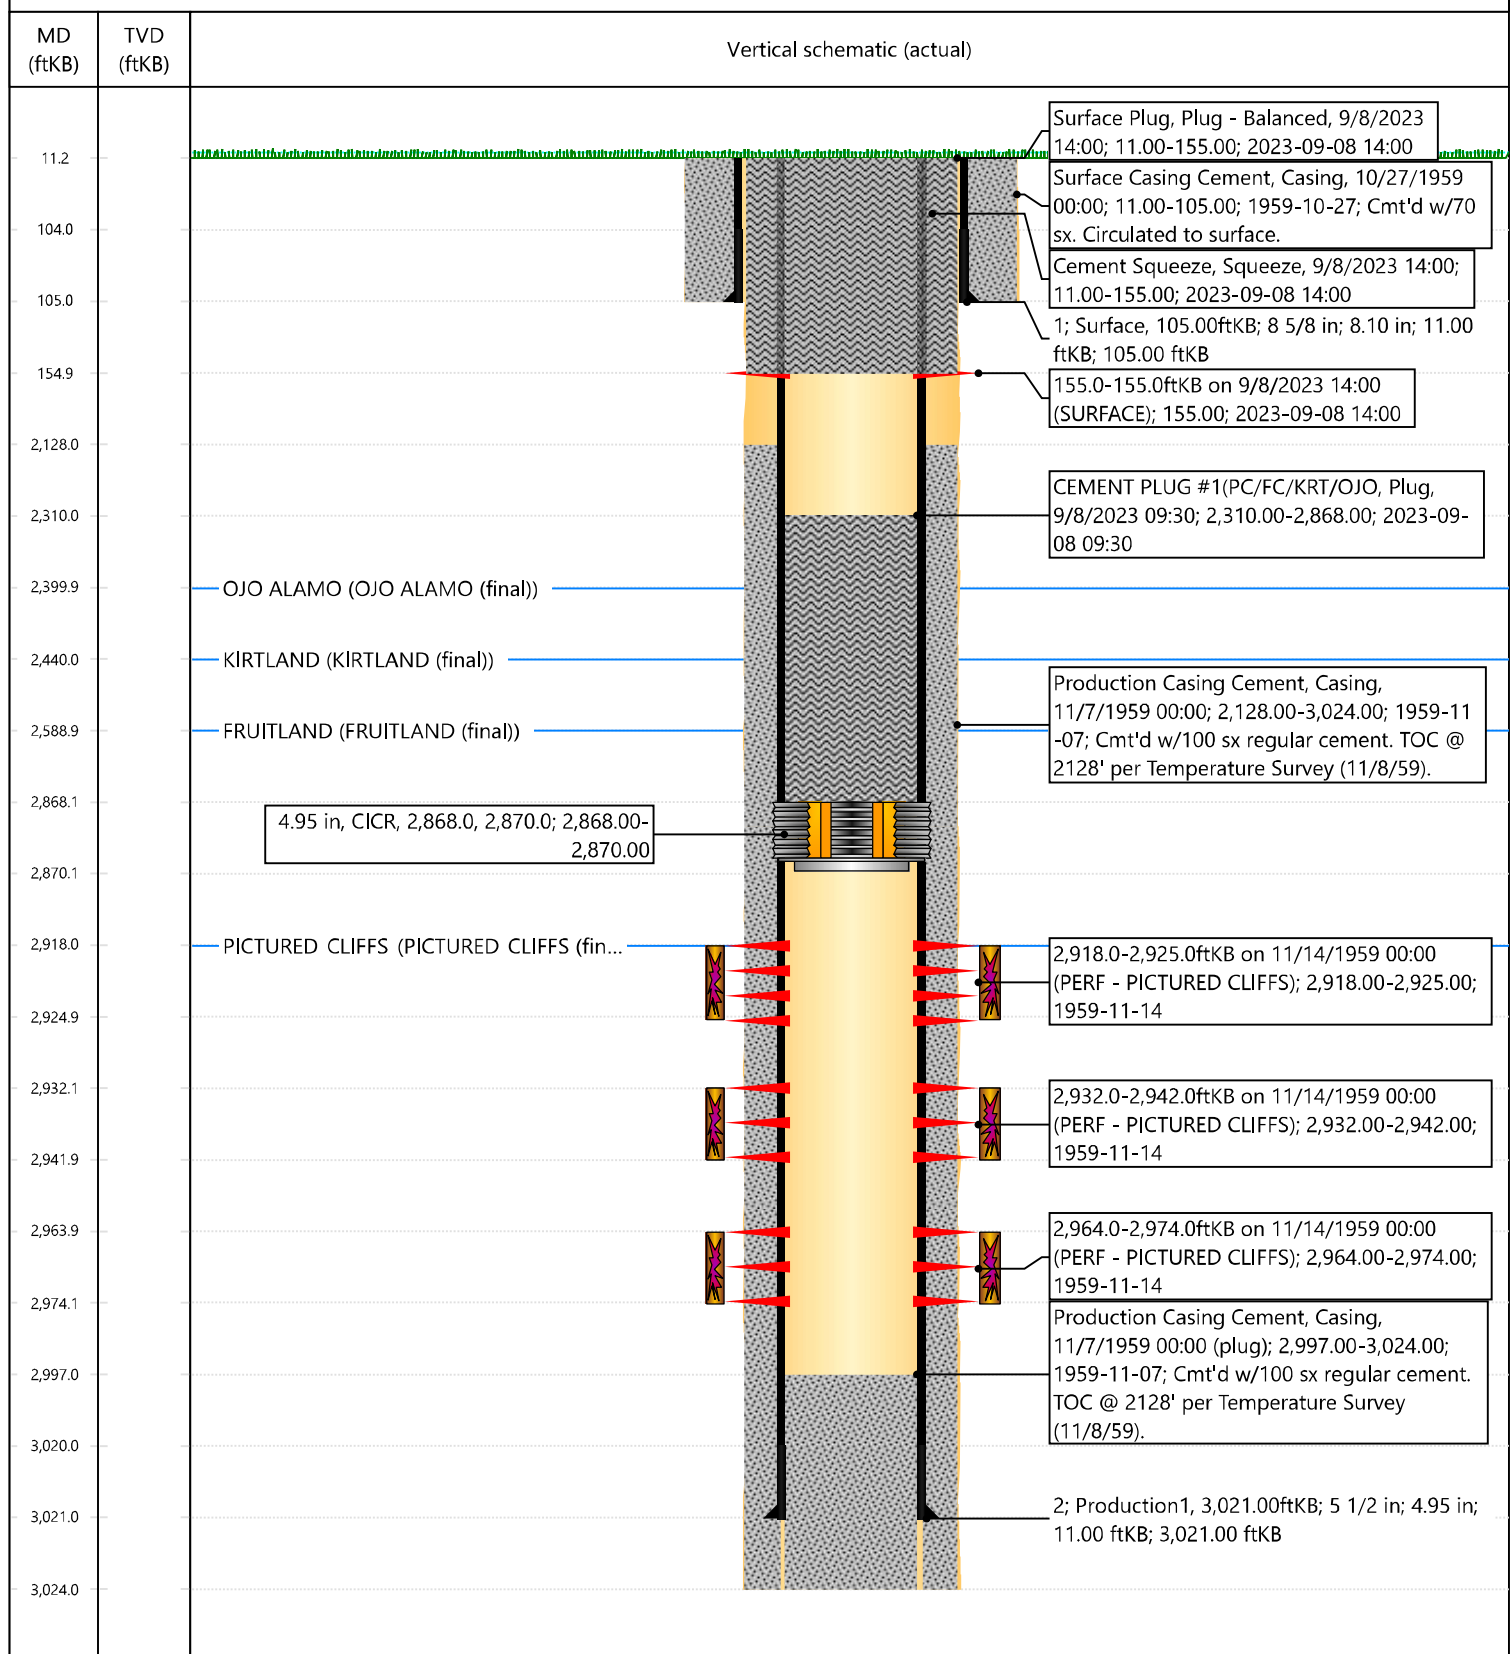 MD
(ftKB)
TVD
(ftKB)
Vertical schematic (actual)
11.2
104.0
105.0
154.9
2,128.0
2,310.0
2,399.9
2,440.0
2,588.9
2,868.1
2,870.1
2,918.0
2,924.9
2,932.1
2,941.9
2,963.9
2,974.1
2,997.0
3,020.0
3,021.0
3,024.0
OJO ALAMO (OJO ALAMO (final))
KIRTLAND (KIRTLAND (final))
FRUITLAND (FRUITLAND (final))
4.95 in, CICR, 2,868.0, 2,870.0; 2,868.00-
2,870.00
PICTURED CLIFFS (PICTURED CLIFFS (fin...
Surface Plug, Plug - Balanced, 9/8/2023
14:00; 11.00-155.00; 2023-09-08 14:00
Surface Casing Cement, Casing, 10/27/1959
00:00; 11.00-105.00; 1959-10-27; Cmt'd w/70
sx. Circulated to surface.
Cement Squeeze, Squeeze, 9/8/2023 14:00;
11.00-155.00; 2023-09-08 14:00
1; Surface, 105.00ftKB; 8 5/8 in; 8.10 in; 11.00
ftKB; 105.00 ftKB
155.0-155.0ftKB on 9/8/2023 14:00
(SURFACE); 155.00; 2023-09-08 14:00
CEMENT PLUG #1(PC/FC/KRT/OJO, Plug,
9/8/2023 09:30; 2,310.00-2,868.00; 2023-09-
08 09:30
Production Casing Cement, Casing,
11/7/1959 00:00; 2,128.00-3,024.00; 1959-11
-07; Cmt'd w/100 sx regular cement. TOC @
2128' per Temperature Survey (11/8/59).
2,918.0-2,925.0ftKB on 11/14/1959 00:00
(PERF - PICTURED CLIFFS); 2,918.00-2,925.00;
1959-11-14
2,932.0-2,942.0ftKB on 11/14/1959 00:00
(PERF - PICTURED CLIFFS); 2,932.00-2,942.00;
1959-11-14
2,964.0-2,974.0ftKB on 11/14/1959 00:00
(PERF - PICTURED CLIFFS); 2,964.00-2,974.00;
1959-11-14
Production Casing Cement, Casing,
11/7/1959 00:00 (plug); 2,997.00-3,024.00;
1959-11-07; Cmt'd w/100 sx regular cement.
TOC @ 2128' per Temperature Survey
(11/8/59).
2; Production1, 3,021.00ftKB; 5 1/2 in; 4.95 in;
11.00 ftKB; 3,021.00 ftKB